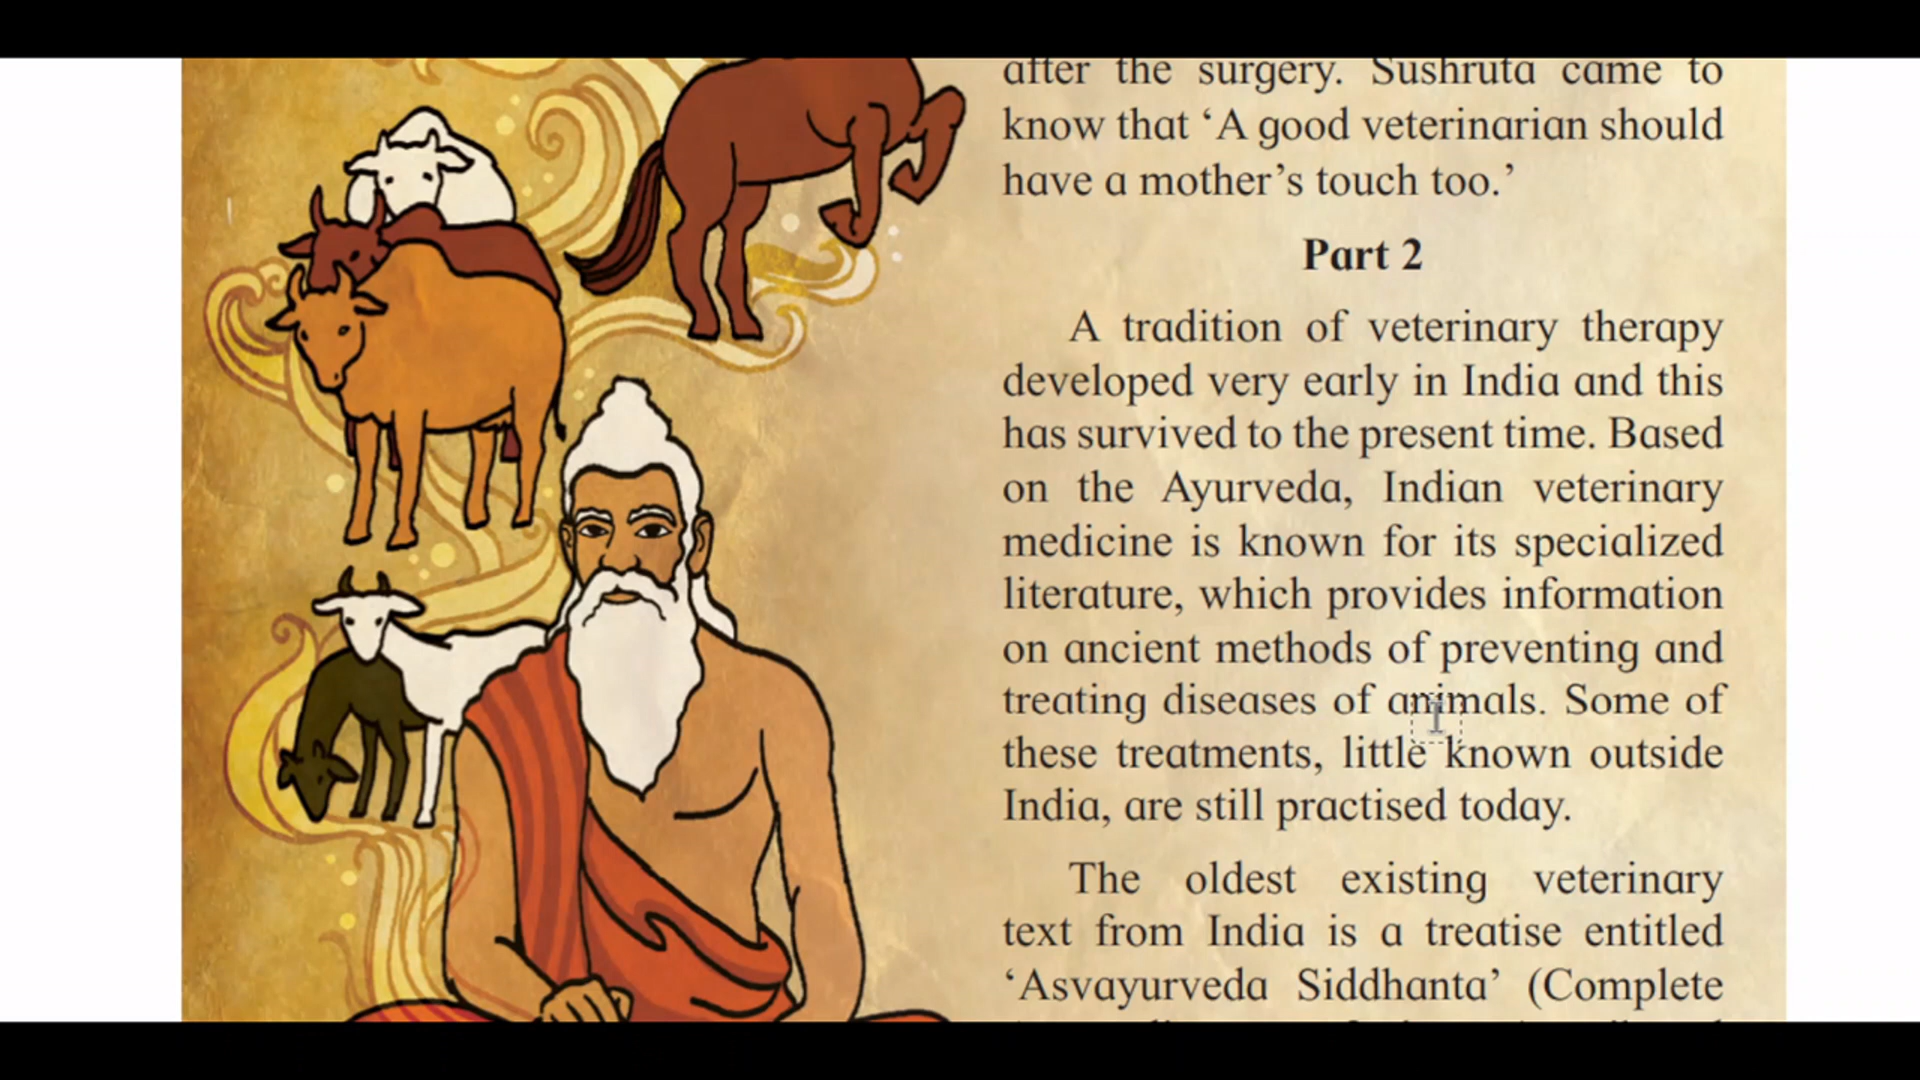 after the surgery. Sushruta came to
know that ‘A good veterinarian should
have a mother’s touch too.’
Part 2
A tradition of veterinary therapy
developed very early in India and this
has survived to the present time. Based
on the Ayurveda, Indian veterinary
medicine is known for its specialized
literature, which provides information
on ancient methods of preventing and
treating diseases of animals. Some of
these treatments, little known outside
India, are still practised today.
The oldest existing veterinary
text from India is a treatise entitled
‘Asvayurveda Siddhanta’ (Complete